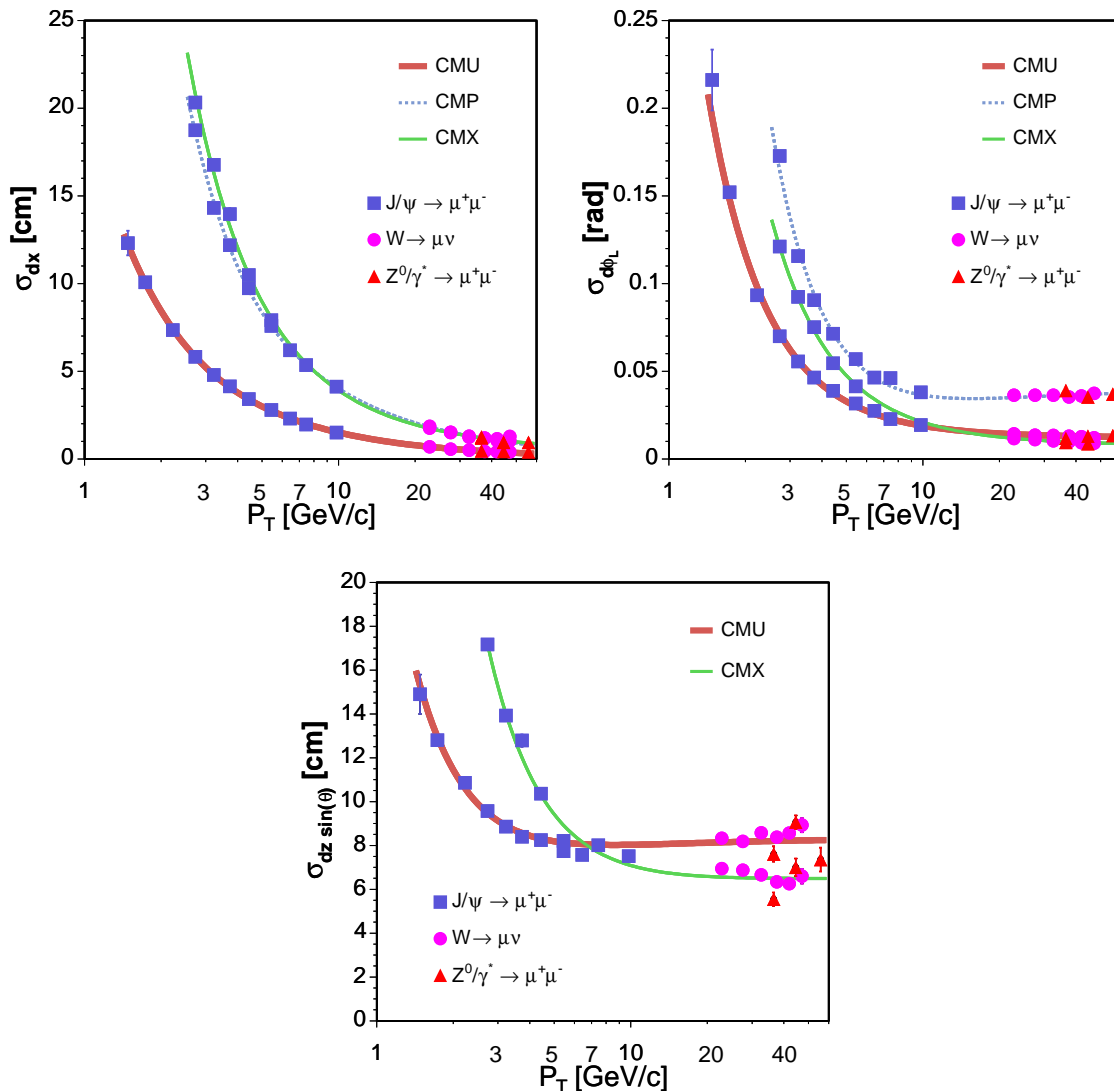 25
20
15
10
5
0
σdx [cm]
CMU
CMP
CMX
J/ψ → μ+μ-
W→ μν
Z0/γ* → μ+μ-
1
3
5
7
10
20
40
PT [GeV/c]
0.25
0.2
0.15
0.1
0.05
0
σdφL [rad]
CMU
CMP
CMX
J/ψ → μ+μ-
W→ μν
Z0/γ* → μ+μ-
1
3
5
7
10
20
40
PT [GeV/c]
20
18
16
14
12
10
8
6
4
2
0
σdz sin(θ) [cm]
CMU
CMX
J/ψ → μ+μ-
W→ μν
Z0/γ* → μ+μ-
1
3
5
7
10
20
40
PT [GeV/c]